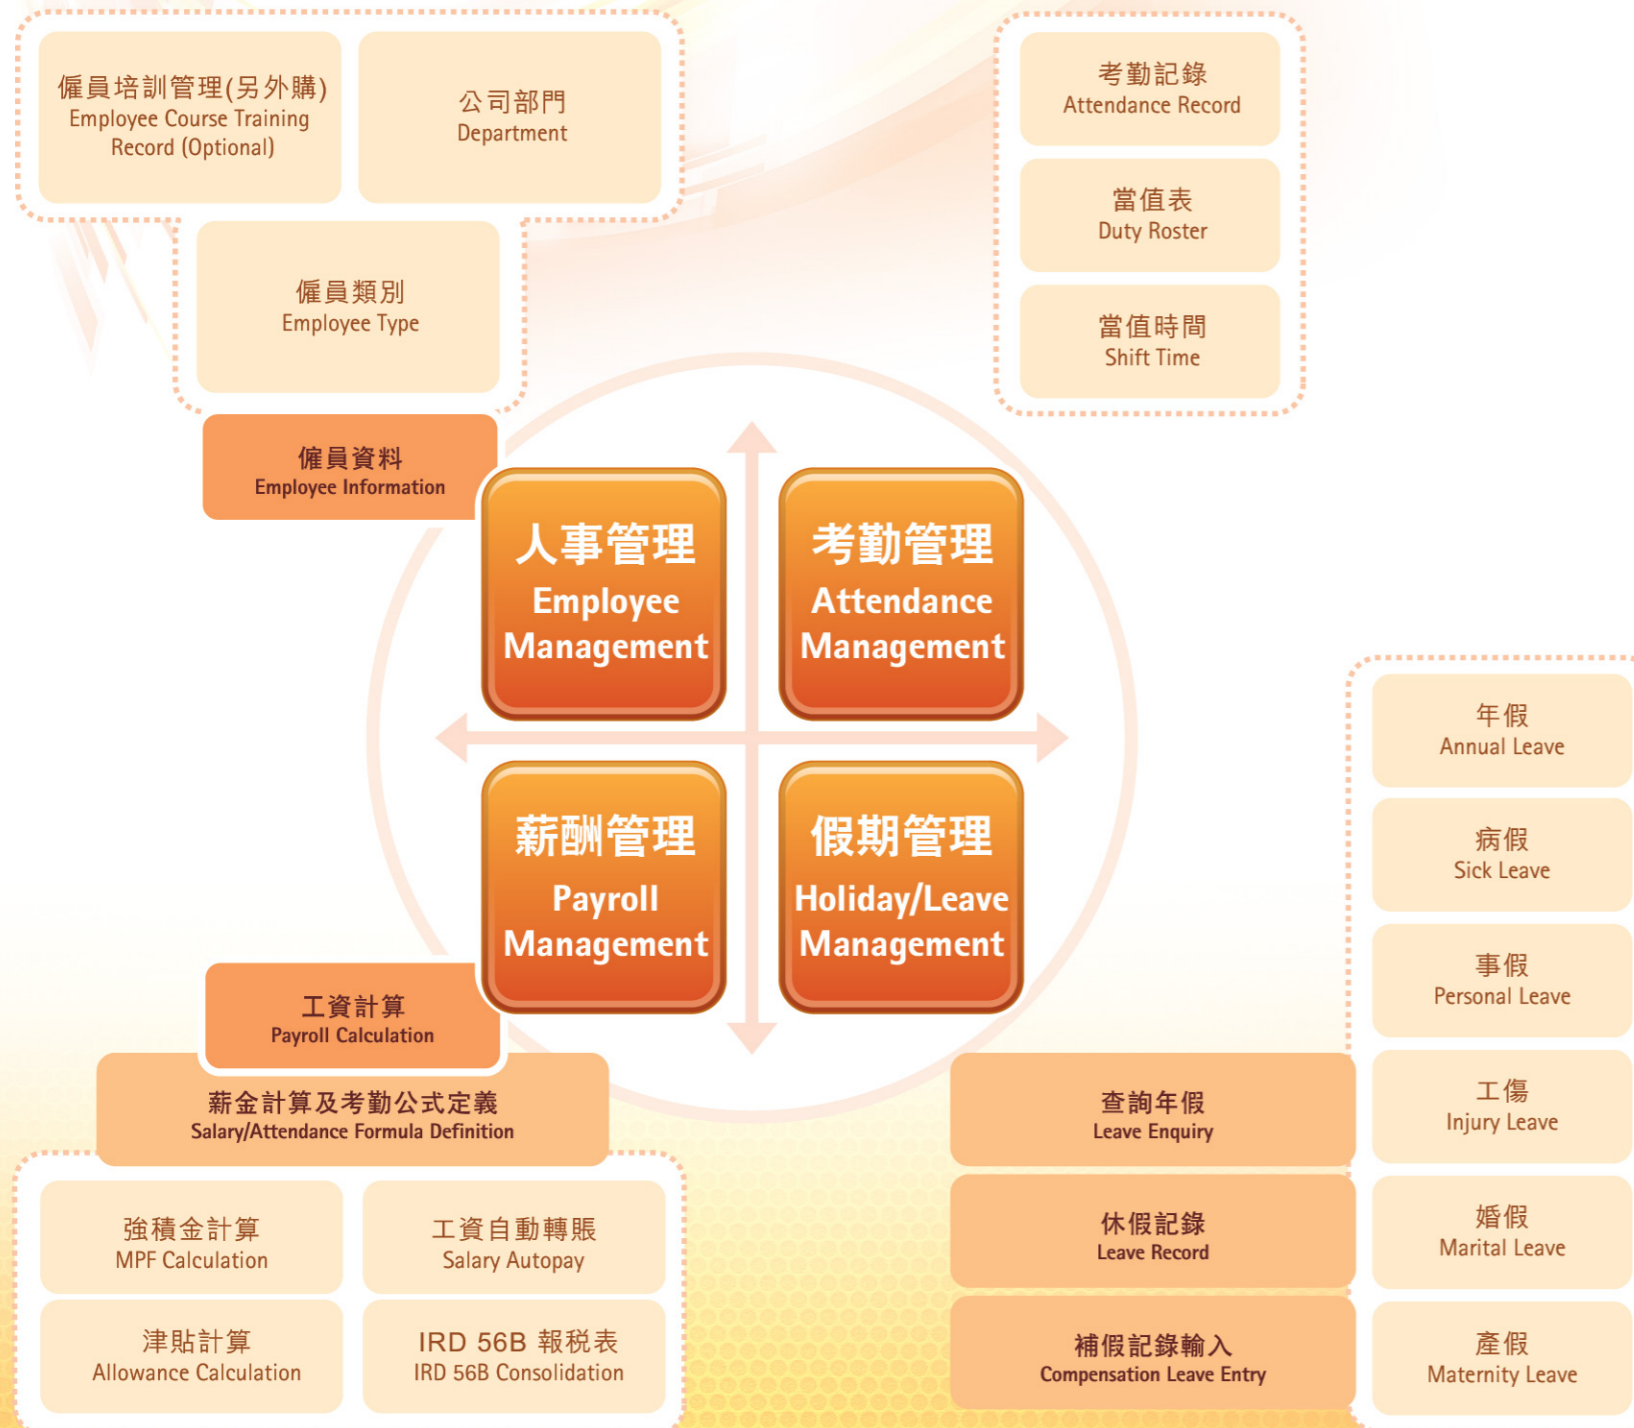 僱員培訓管理(另外購)
Employee Course Training
Record (Optional)
公司部門
Department
僱員類別
Employee Type
僱員資料
Employee Information
考勤記錄
Attendance Record
當值表
Duty Roster
當值時間
Shift Time
人事管理
Employee
Management
考勤管理
Attendance
Management
薪酬管理
Payroll
Management
假期管理
Holiday/Leave
Management
工資計算
Payroll Calculation
薪金計算及考勤公式定義
Salary/Attendance Formula Definition
強積金計算
MPF Calculation
工資自動轉賬
Salary Autopay
津貼計算
Allowance Calculation
IRD 56B 報税表
IRD 56B Consolidation
查詢年假
Leave Enquiry
休假記錄
Leave Record
補假記錄輸入
Compensation Leave Entry
年假
Annual Leave
病假
Sick Leave
事假
Personal Leave
工傷
Injury Leave
婚假
Marital Leave
產假
Maternity Leave